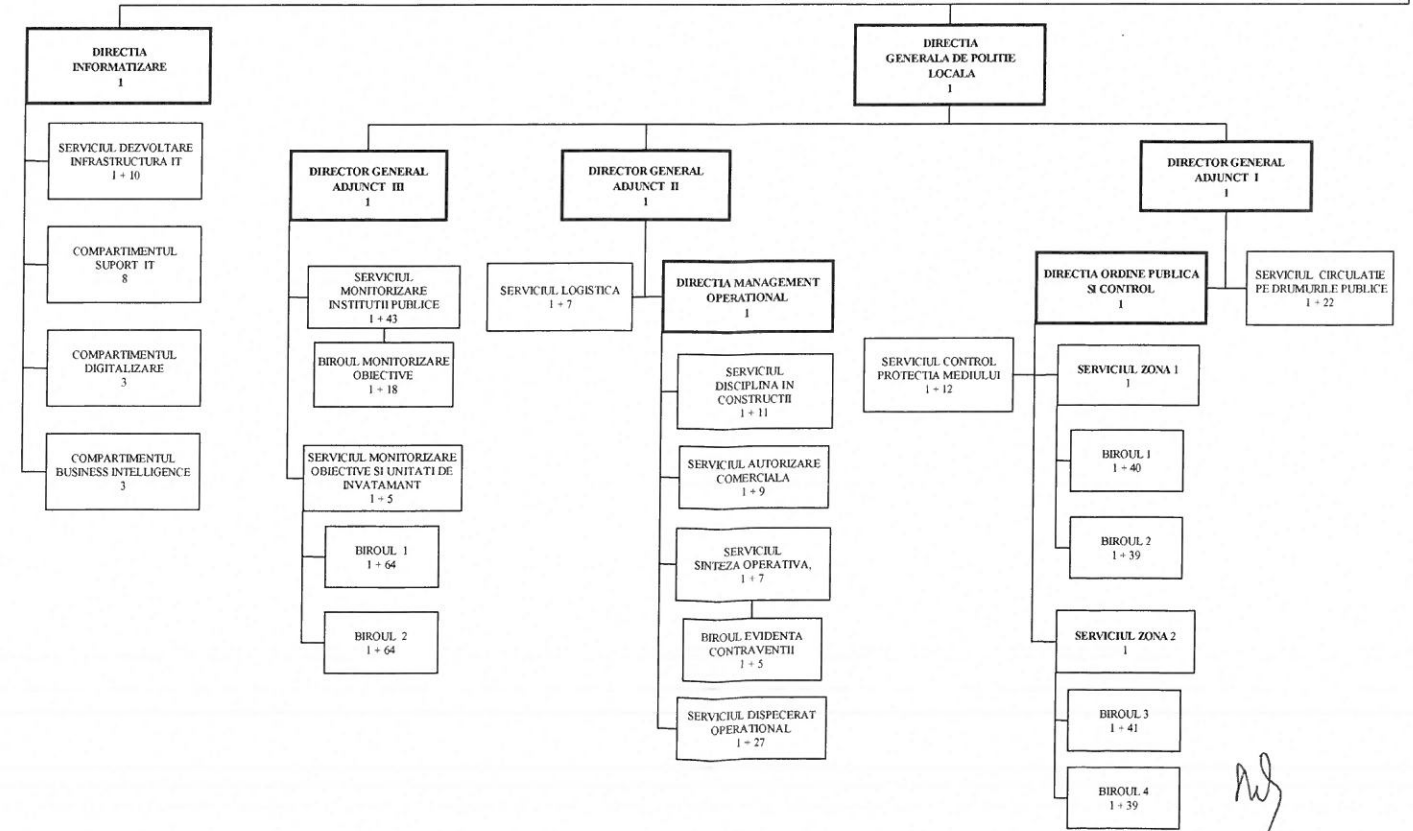 DIRECTIA
INFORMATIZARE
1
SERVICIUL DEZVOLTARE
INFRASTRUCTURA IT
1 + 10
COMPARTIMENTUL
SUPORT IT
8
COMPARTIMENTUL
DIGITALIZARE
3
COMPARTIMENTUL
BUSINESS INTELLIGENCE
3
DIRECTIA
GENERALA DE POLITIE
LOCALA
1
DIRECTOR GENERAL
ADJUNCT III
1
SERVICIUL
MONITORIZARE
INSTITUTII PUBLICE
1 + 43
BIROUL MONITORIZARE
OBIECTIVE
1 + 18
SERVICIUL MONITORIZARE
OBIECTIVE SI UNITATI DE
INVATAMANT
1 + 5
BIROUL 1
1 + 64
BIROUL 2
1 + 64
DIRECTOR GENERAL
ADJUNCT II
1
SERVICIUL LOGISTICA
1 + 7
DIRECTIA MANAGEMENT
OPERATIONAL
1
SERVICIUL
DISCIPLINA IN
CONSTRUCTII
1 + 11
SERVICIUL AUTORIZARE
COMERCIALA
1 + 9
SERVICIUL
SINTEZA OPERATIVA,
1 + 7
BIROUL EVIDENTA
CONTRAVENTII
1 + 5
SERVICIUL DISPECERAT
OPERATIONAL
1 + 27
DIRECTOR GENERAL
ADJUNCT I
1
DIRECTIA ORDINE PUBLICA
SI CONTROL
1
SERVICIUL CIRCULATIE
PE DRUMURILE PUBLICE
1 + 22
SERVICIUL CONTROL
PROTECTIA MEDIULUI
1 + 12
SERVICIUL ZONA 1
1
BIROUL 1
1 + 40
BIROUL 2
1 + 39
SERVICIUL ZONA 2
1
BIROUL 3
1 + 41
BIROUL 4
1 + 39